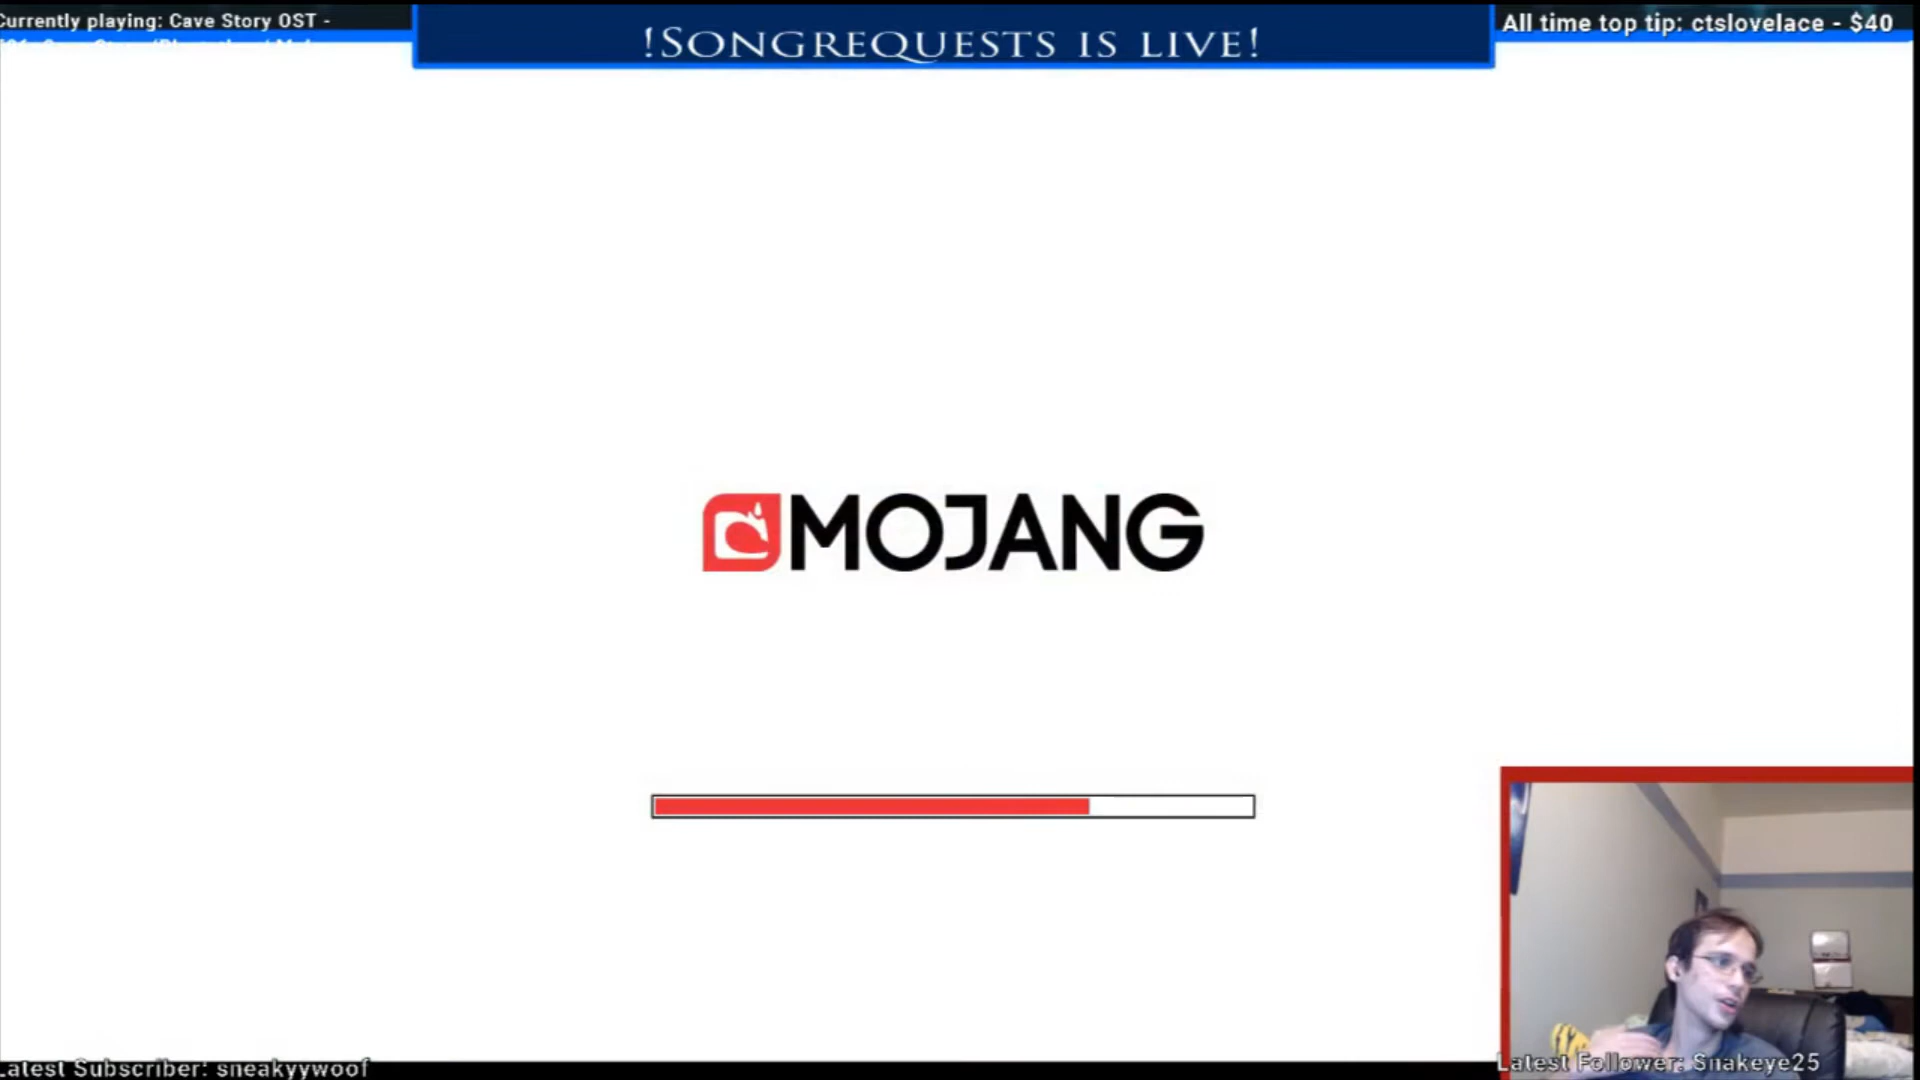 Currently playing: Cave Story OST -
!SONGREQUESTS IS LIVE!
All time top tip: ctslovelace - $40
MOJANG
Latest Subscriber: sneakyywoof
Latest Follower: Snakeye25